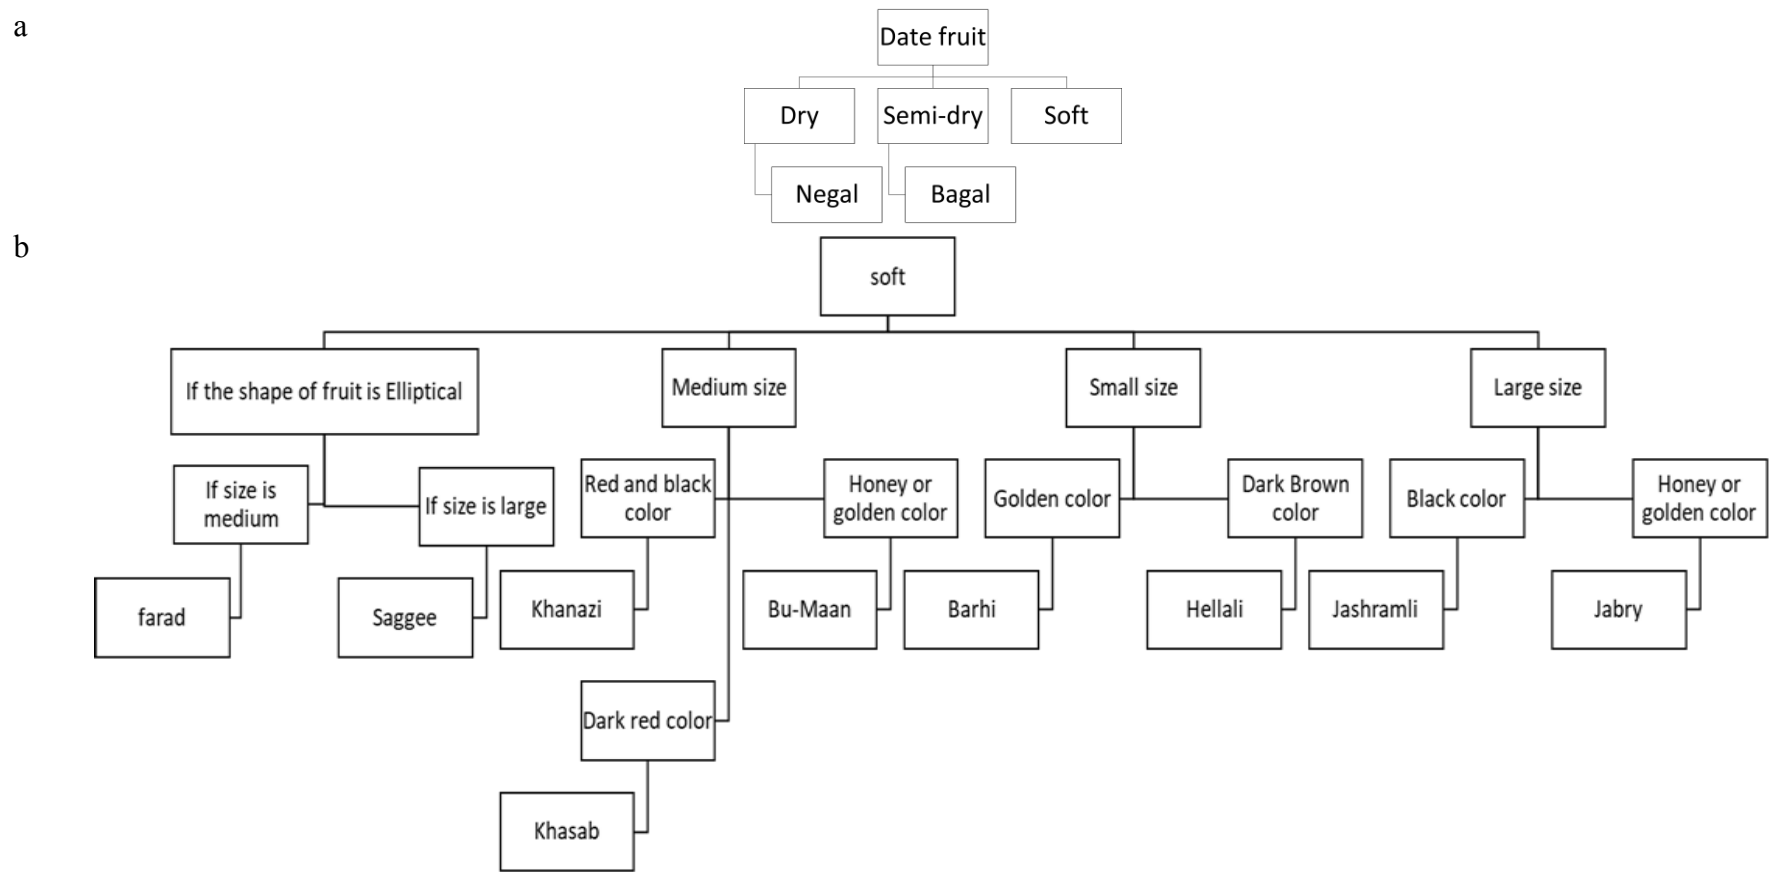 a
Date fruit
Dry
Semi-dry
Soft
Negal
Bagal
b
soft
If the shape of fruit is Elliptical
Medium size
Small size
Large size
If size is
medium
If size is large
Red and black
color
Honey or
golden color
Golden color
Dark Brown
color
Black color
Honey or
golden color
farad
Saggee
Khanazi
Bu-Maan
Barhi
Hellali
Jashramli
Jabry
Dark red color
Khasab